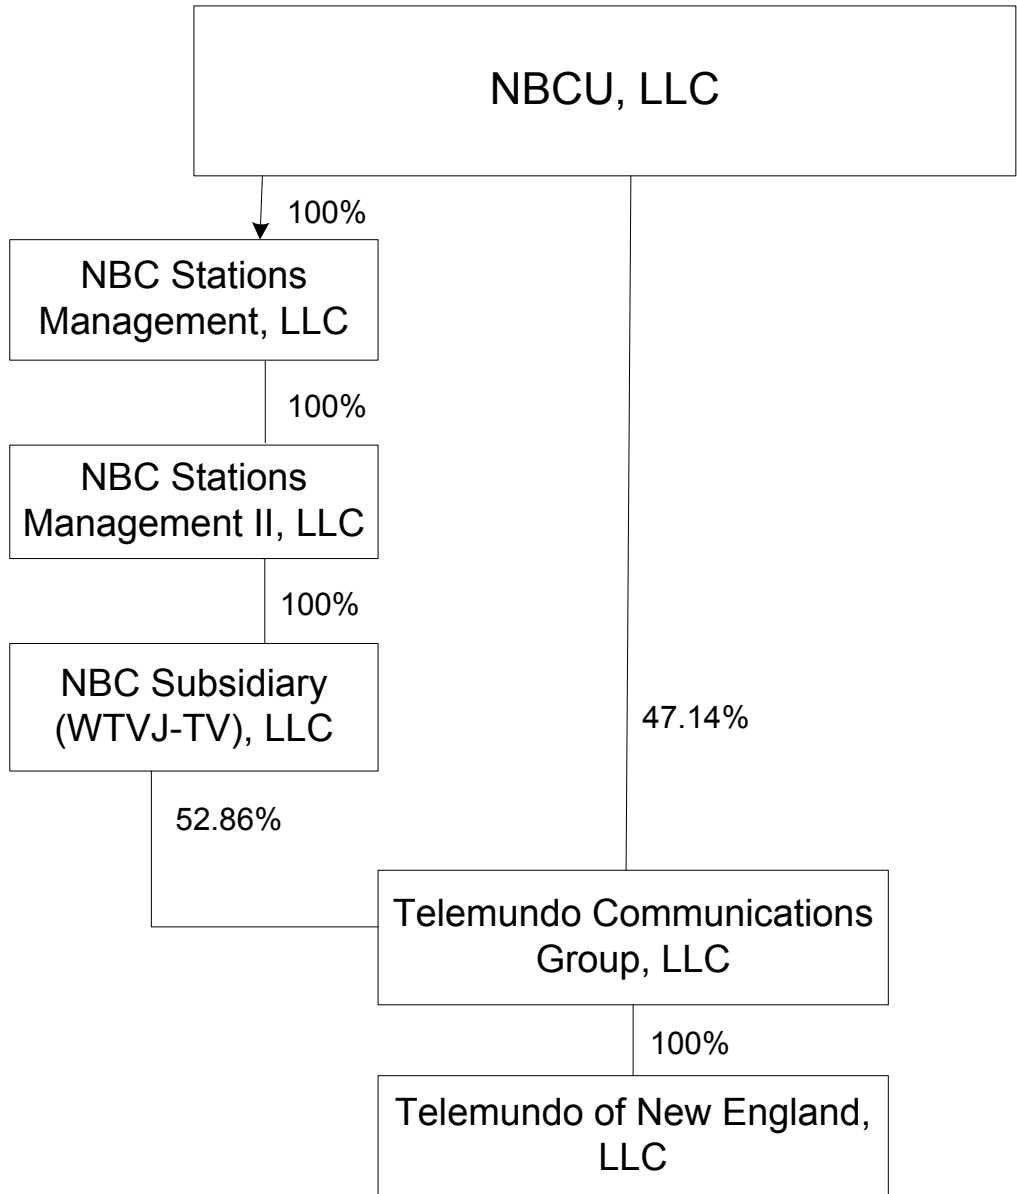 NBCU, LLC
100%
NBC Stations
Management, LLC
100%
NBC Stations
Management II, LLC
100%
NBC Subsidiary
(WTVJ-TV), LLC
47.14%
52.86%
Telemundo Communications
Group, LLC
100%
Telemundo of New England,
LLC